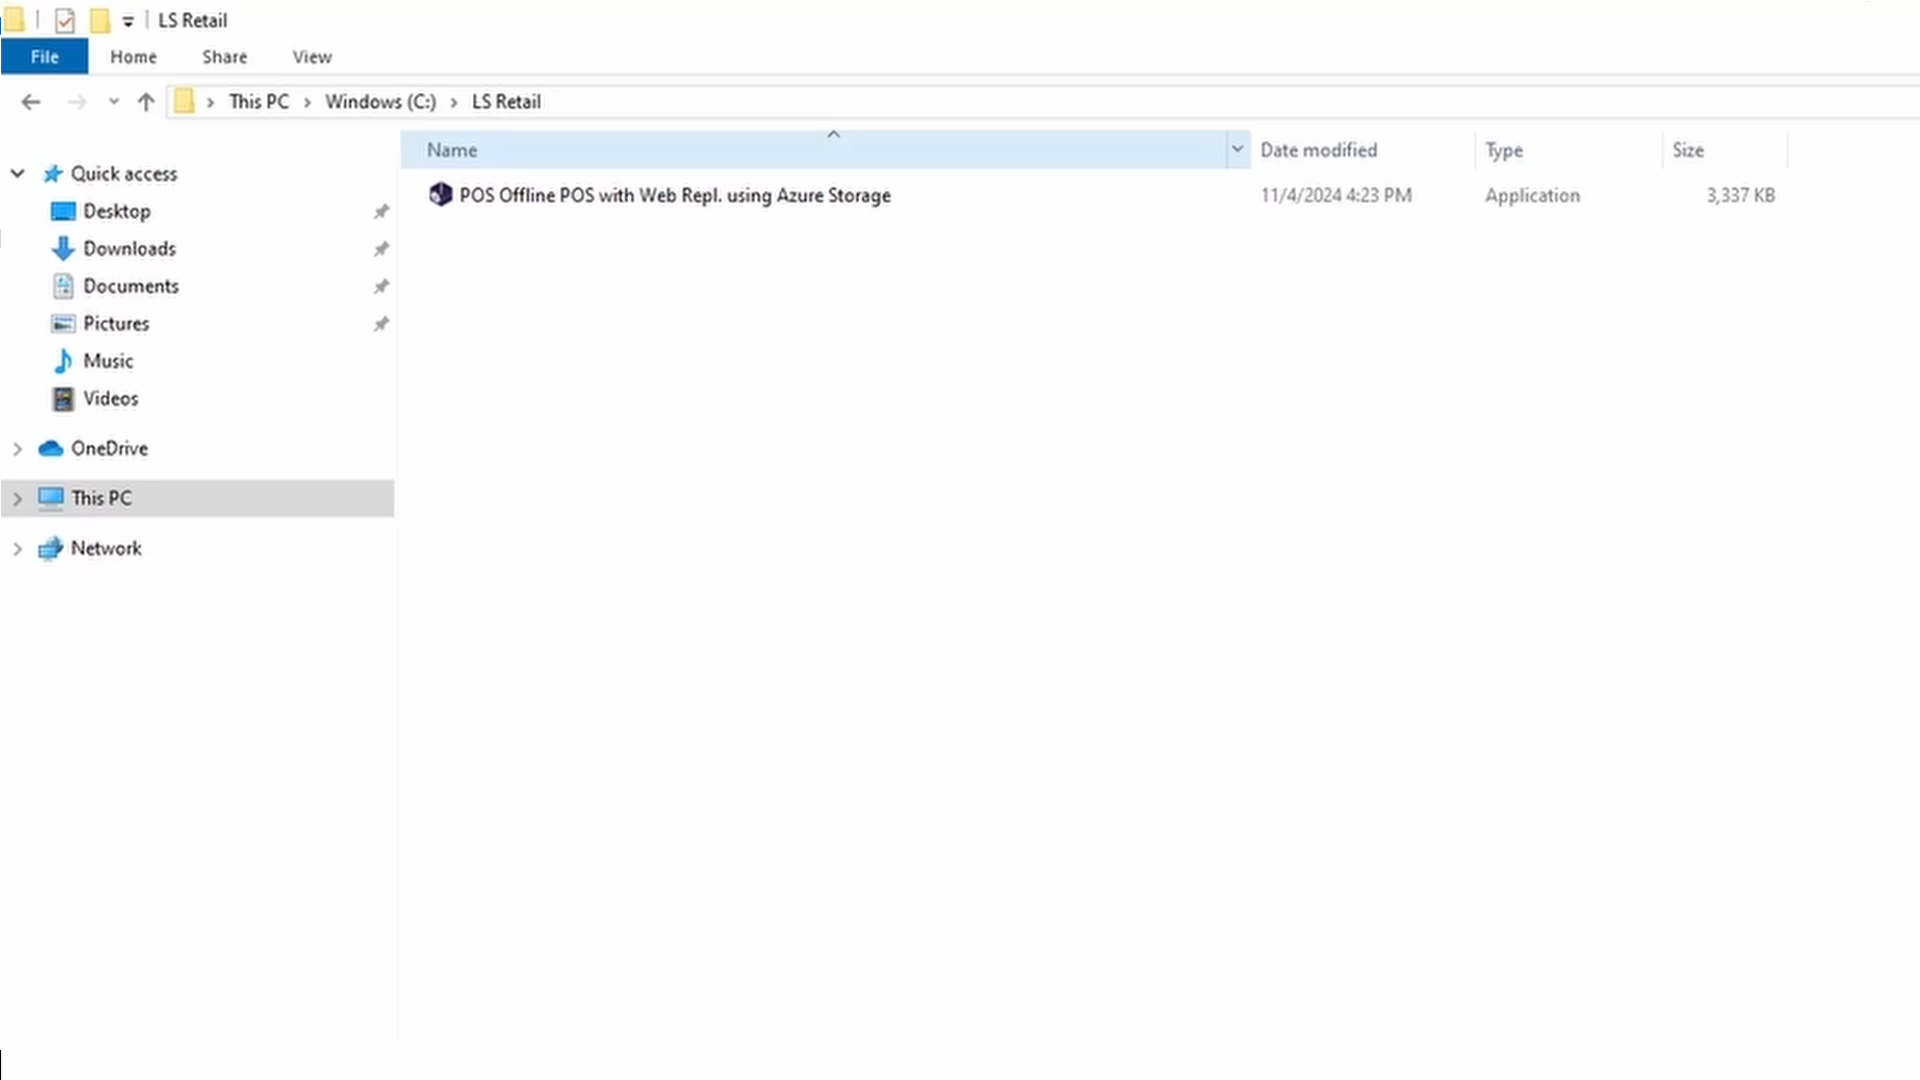 LS Retail
File Home Share View
This PC Windows (C:) LS Retail
Name Date modified Type Size
POS Offline POS with Web Repl. using Azure Storage 11/4/2024 4:23 PM Application 3,337 KB
Quick access
Desktop
Downloads
Documents
Pictures
Music
Videos
OneDrive
This PC
Network